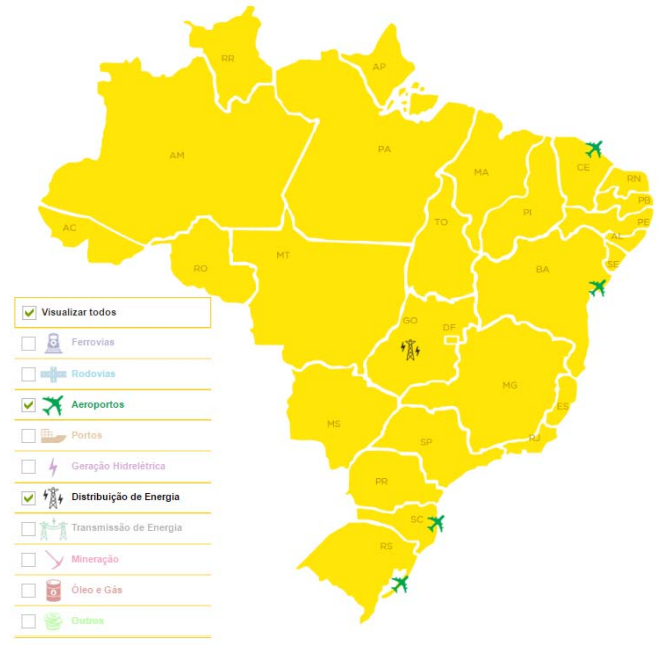 RR
AP
AM
PA
MA
CE
RN
PB
PE
AL
SE
PI
TO
AC
RO
MT
BA
GO
DF
MG
ES
RJ
MS
SP
PR
SC
RS
Visualizar todos
Ferrovias
Rodovias
Aeroportos
Portos
Geração Hidrelétrica
Distribuição de Energia
Transmissão de Energia
Mineração
Óleo e Gás
Outros